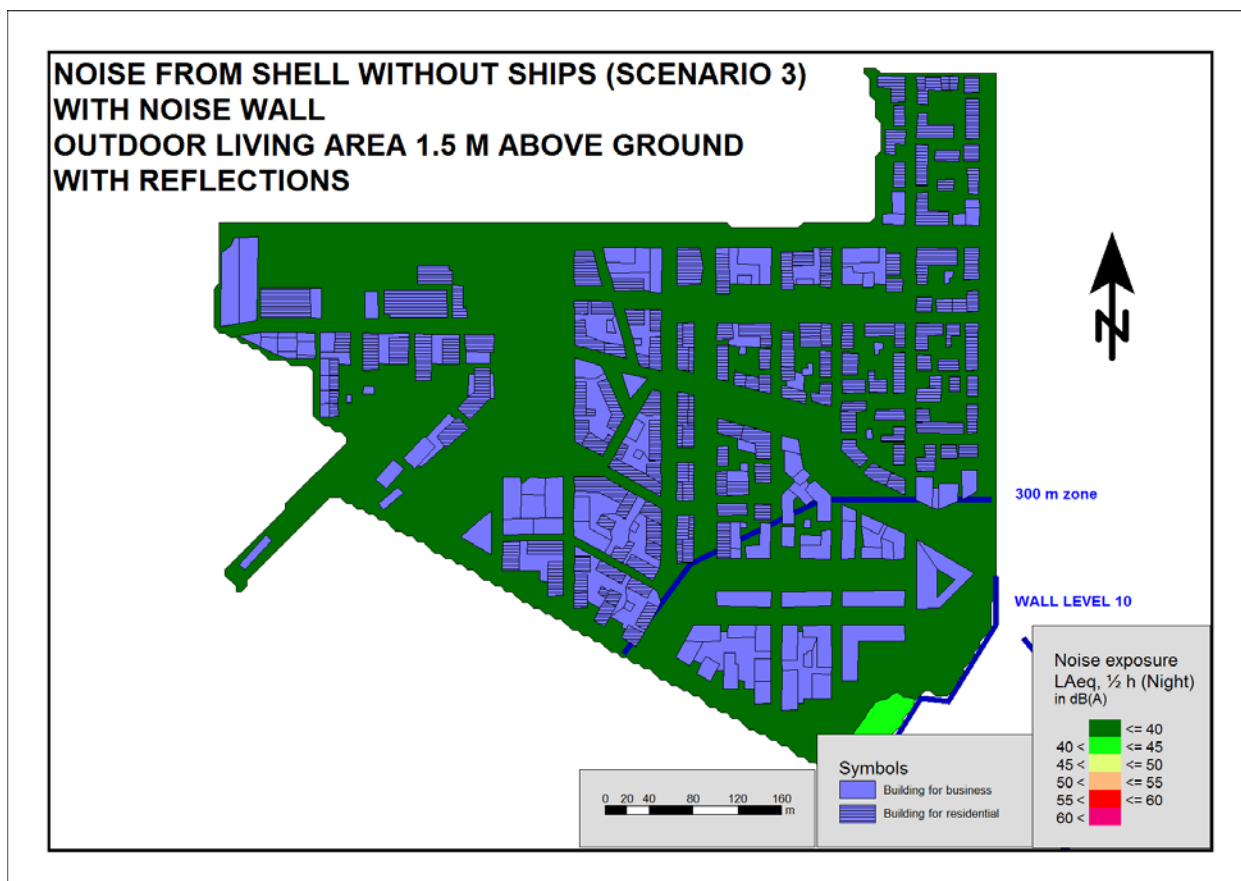 NOISE FROM SHELL WITHOUT SHIPS (SCENARIO 3)
WITH NOISE WALL
OUTDOOR LIVING AREA 1.5 M ABOVE GROUND
WITH REFLECTIONS
N
300 m zone
WALL LEVEL 10
Noise exposure
LAeq, ½ h (Night)
in dB(A)
<= 40
40 < <= 45
45 < <= 50
50 < <= 55
55 < <= 60
60 <
Symbols
Building for business
Building for residential
0 20 40 80 120 160
m